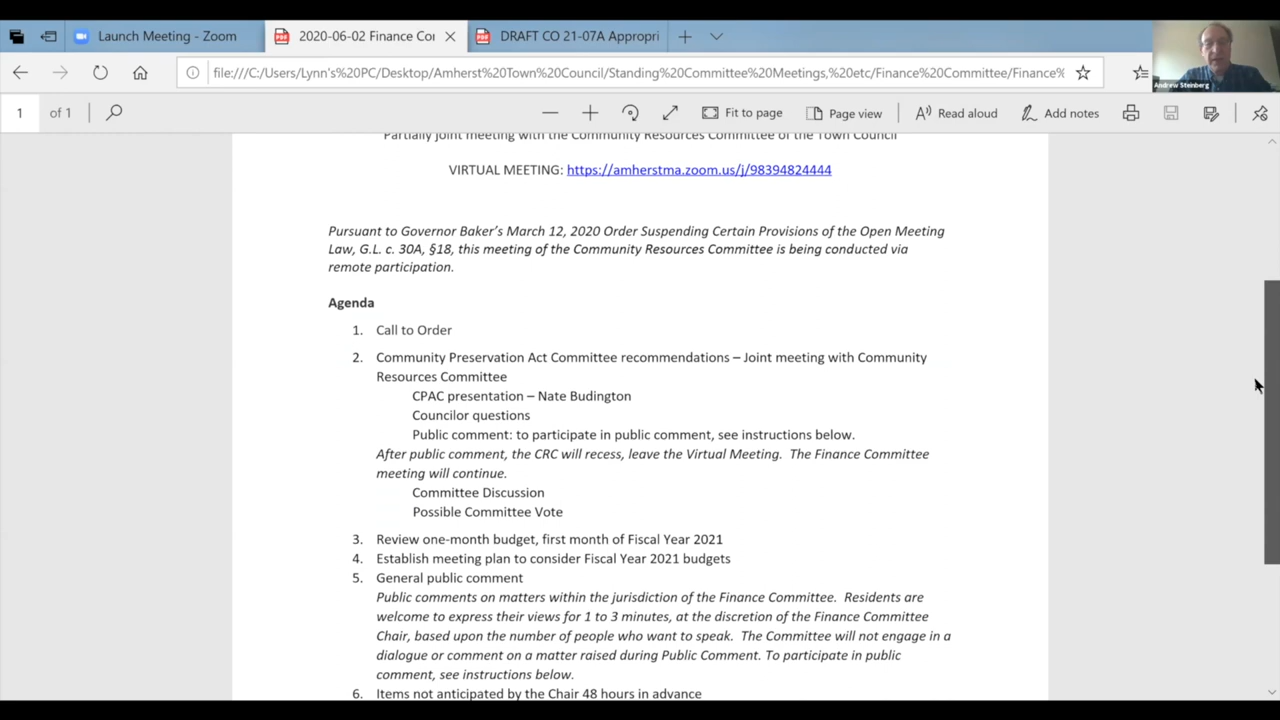 Launch Meeting - Zoom
2020-06-02 Finance Cor
DRAFT CO 21-07A Appropri
file:///C:/Users/Lynn's%20PC/Desktop/Amherst%20Town%20Council/Standing%20Committee%20Meetings,%20etc/Finance%20Committee/Finance%
Andrew Steinberg
1 of 1
Fit to page
Page view
Read aloud
Add notes
Partially joint meeting with the Community Resources Committee of the Town Council
VIRTUAL MEETING: https://amherstma.zoom.us/j/98394824444
Pursuant to Governor Baker's March 12, 2020 Order Suspending Certain Provisions of the Open Meeting
Law, G.L. c. 30A, §18, this meeting of the Community Resources Committee is being conducted via
remote participation.
Agenda
1. Call to Order
2. Community Preservation Act Committee recommendations – Joint meeting with Community
Resources Committee
CPAC presentation – Nate Budington
Councilor questions
Public comment: to participate in public comment, see instructions below.
After public comment, the CRC will recess, leave the Virtual Meeting. The Finance Committee
meeting will continue.
Committee Discussion
Possible Committee Vote
3. Review one-month budget, first month of Fiscal Year 2021
4. Establish meeting plan to consider Fiscal Year 2021 budgets
5. General public comment
Public comments on matters within the jurisdiction of the Finance Committee. Residents are
welcome to express their views for 1 to 3 minutes, at the discretion of the Finance Committee
Chair, based upon the number of people who want to speak. The Committee will not engage in a
dialogue or comment on a matter raised during Public Comment. To participate in public
comment, see instructions below.
6. Items not anticipated by the Chair 48 hours in advance